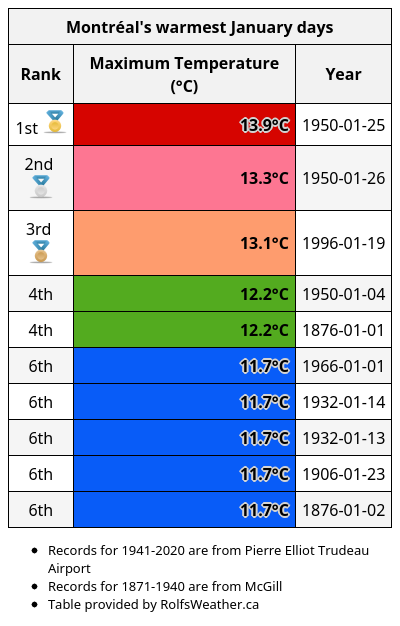 Montréal's warmest January days
Rank Maximum Temperature (°C) Year
1st 13.9°C 1950-01-25
2nd 13.3°C 1950-01-26
3rd 13.1°C 1996-01-19
4th 12.2°C 1950-01-04
4th 12.2°C 1876-01-01
6th 11.7°C 1966-01-01
6th 11.7°C 1932-01-14
6th 11.7°C 1932-01-13
6th 11.7°C 1906-01-23
6th 11.7°C 1876-01-02
• Records for 1941-2020 are from Pierre Elliot Trudeau
Airport
• Records for 1871-1940 are from McGill
• Table provided by RolfsWeather.ca